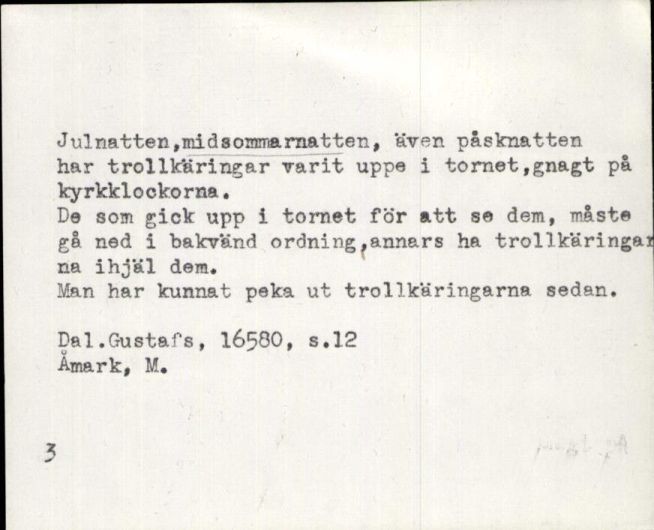 Julnatten,midsommarnatten, även påsknatten
har trollkäringar varit uppe i tornet,gnagt på
kyrkklockorna.
De som gick upp i tornet för att se dem, måste
gå ned i bakvänd ordning,annars ha trollkäringar
na ihjäl dem.
Man har kunnat peka ut trollkäringarna sedan.
Dal.Gustafs, 16580, s.12
Åmark, M.
3